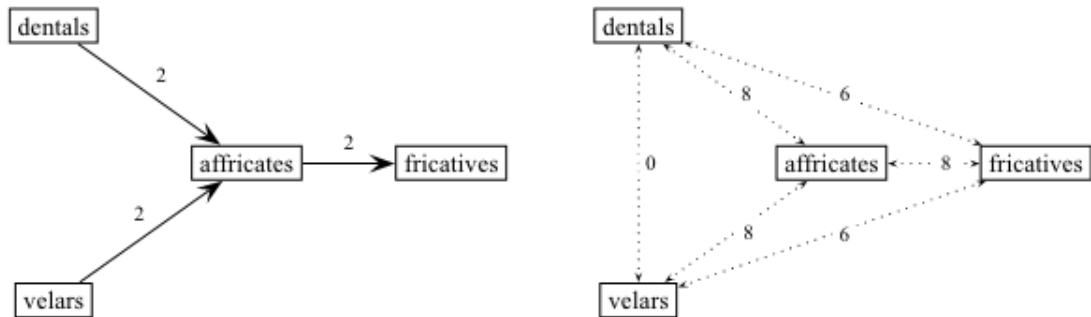 dentals
2
affricates
2
fricatives
2
velars
dentals
8
6
0
affricates
8
fricatives
8
6
velars